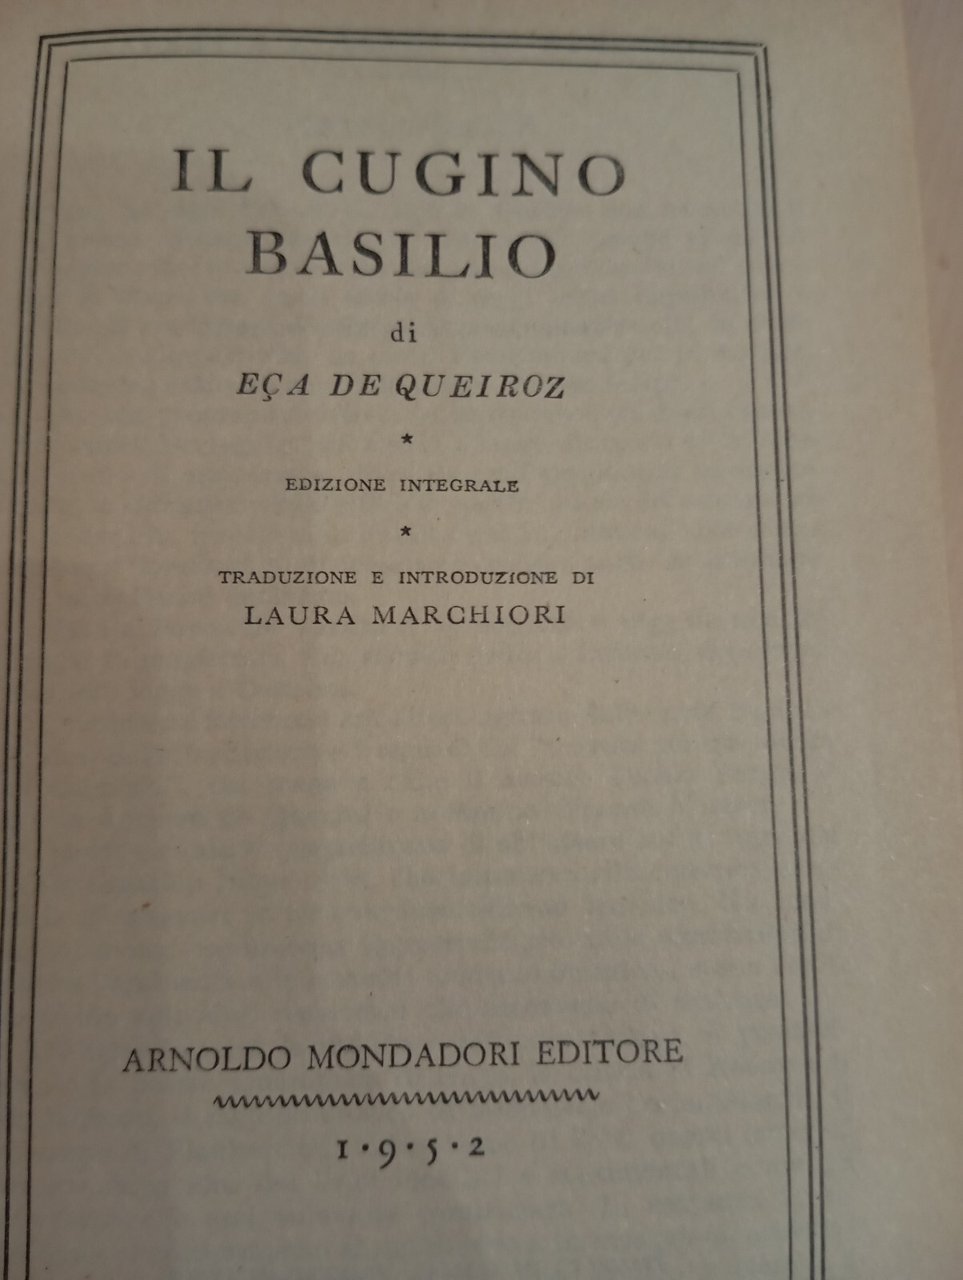 IL CUGINO
BASILIO
di
EÇA DE QUEIROZ
*
EDIZIONE INTEGRALE
*
TRADUZIONE E INTRODUZIONE DI
LAURA MARCHIORI
ARNOLDO MONDADORI EDITORE
1·9·5·2